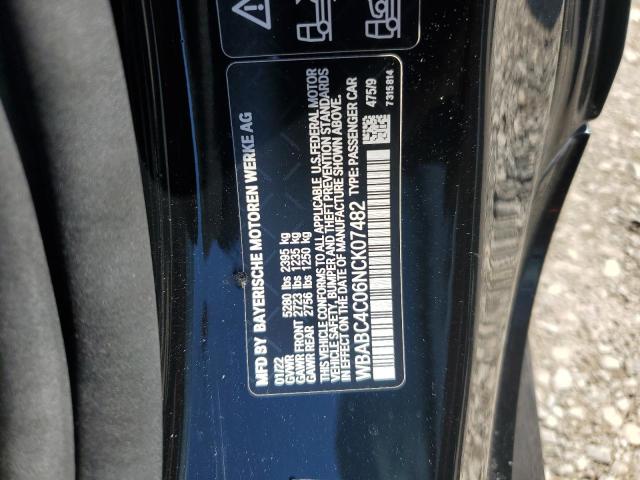 MFD BY BAYERISCHE MOTOREN WERKE AG
01/22
GVWR 5280 lbs 2395 kg
GAWR FRONT 2723 lbs 1235 kg
GAWR REAR 2756 lbs 1250 kg
THIS VEHICLE CONFORMS TO ALL APPLICABLE U.S.FEDERAL MOTOR
VEHICLE SAFETY, BUMPER, AND THEFT PREVENTION STANDARDS
IN EFFECT ON THE DATE OF MANUFACTURE SHOWN ABOVE.
WBABC4C06NCK07482 TYPE: PASSENGER CAR
475/9
7 315 814